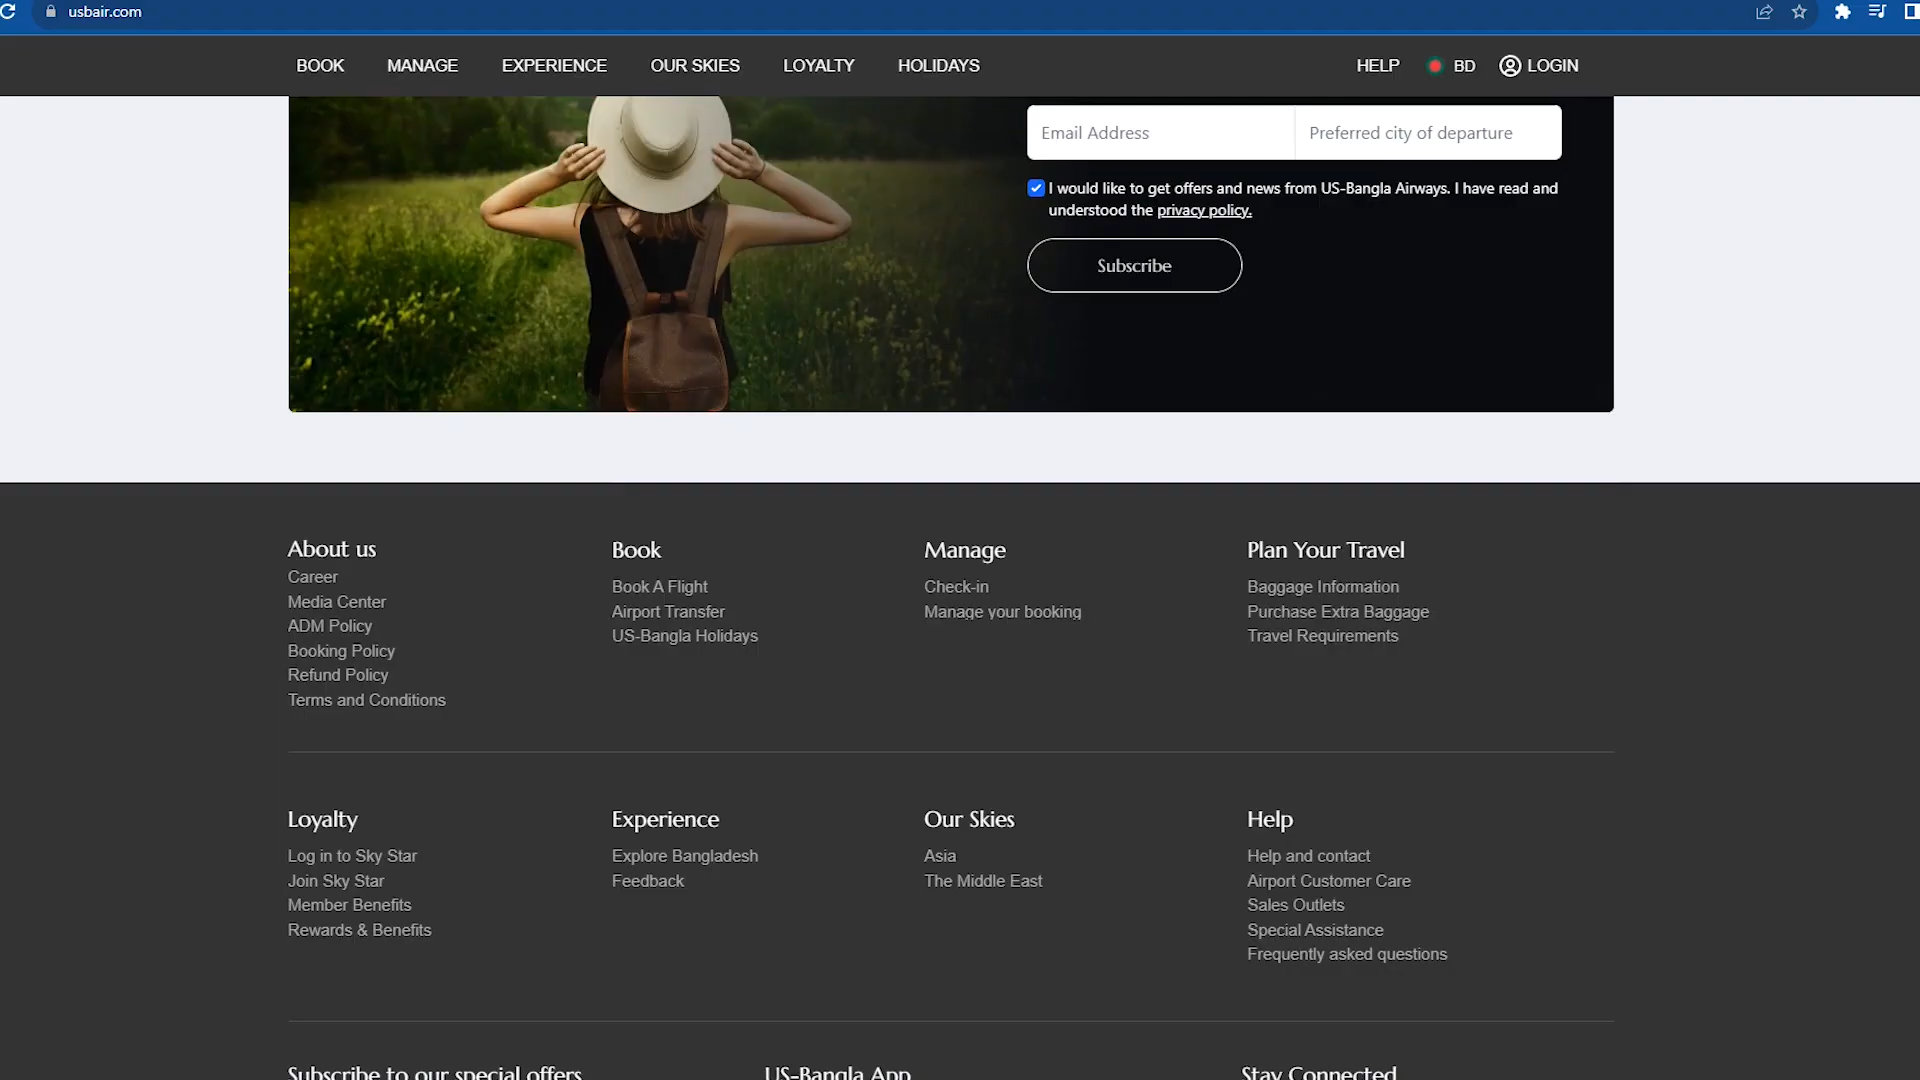 usbair.com
BOOK MANAGE EXPERIENCE OUR SKIES LOYALTY HOLIDAYS HELP BD LOGIN
Email Address Preferred city of departure
I would like to get offers and news from US-Bangla Airways. I have read and
understood the privacy policy.
Subscribe
About us
Career
Media Center
ADM Policy
Booking Policy
Refund Policy
Terms and Conditions
Book
Book A Flight
Airport Transfer
US-Bangla Holidays
Manage
Check-in
Manage your booking
Plan Your Travel
Baggage Information
Purchase Extra Baggage
Travel Requirements
Loyalty
Log in to Sky Star
Join Sky Star
Member Benefits
Rewards & Benefits
Experience
Explore Bangladesh
Feedback
Our Skies
Asia
The Middle East
Help
Help and contact
Airport Customer Care
Sales Outlets
Special Assistance
Frequently asked questions
Subscribe to our special offers
US-Bangla App
Stay Connected